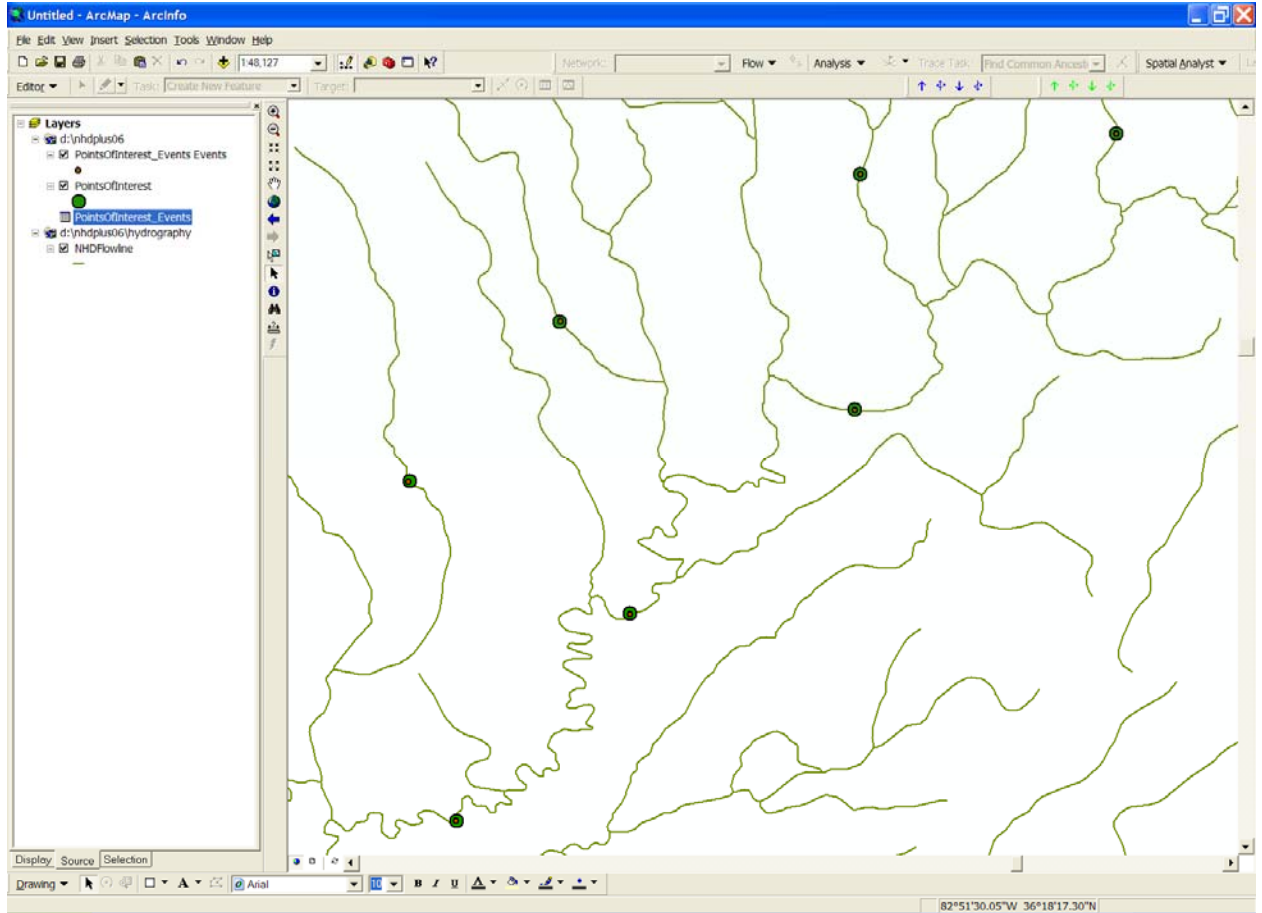 Untitled - ArcMap - ArcInfo
File Edit View Insert Selection Tools Window Help
1:48,127 Network: Flow Analysis Trace Task: Find Common Ancest Spatial Analyst
Editor Task: Create New Feature Target:
Layers
d:\nhdplus06
PointsOfInterest_Events Events
PointsOfInterest
PointsOfInterest_Events
d:\nhdplus06\hydrography
NHDFlowline
Display Source Selection
Drawing A Arial 10 B I U A
82°51'30.05"W 36°18'17.30"N